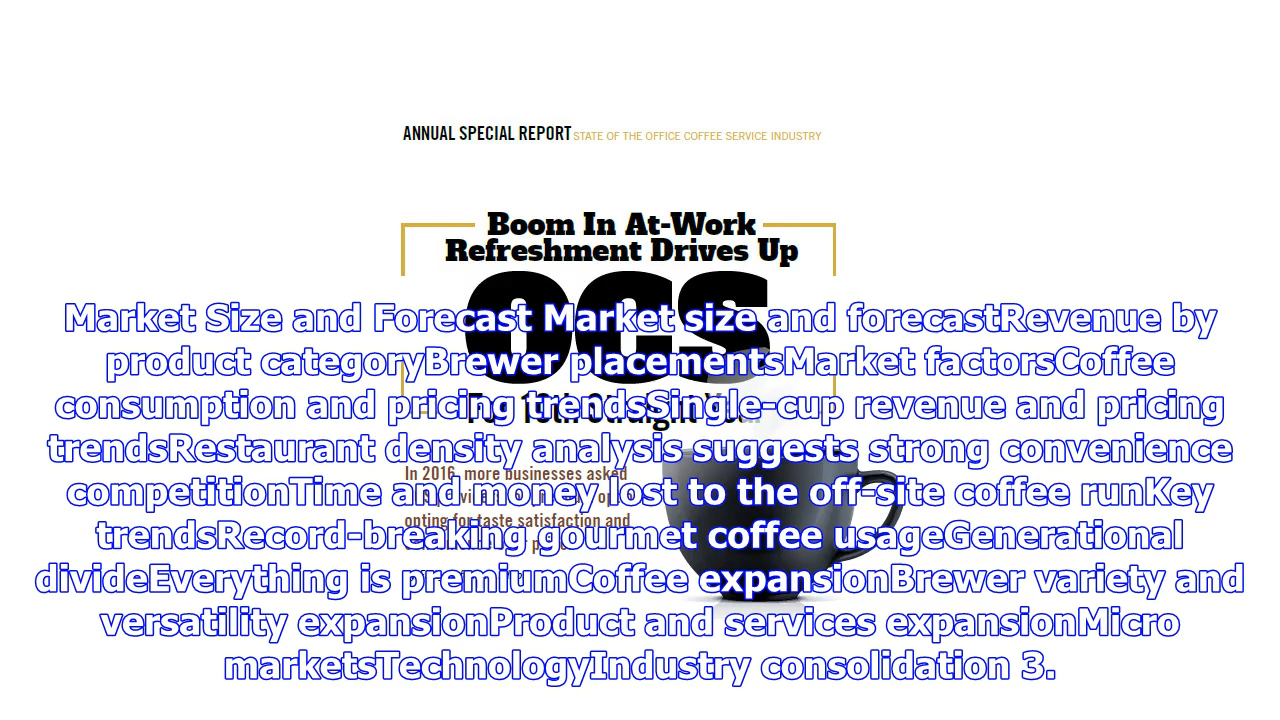 ANNUAL SPECIAL REPORT STATE OF THE OFFICE COFFEE SERVICE INDUSTRY
Boom In At-Work
Refreshment Drives Up
ocs
Market Size and Forecast Market size and forecastRevenue by
product categoryBrewer placementsMarket factorsCoffee
consumption and pricing trendsSingle-cup revenue and pricing
trendsRestaurant density analysis suggests strong convenience
In 2016, more businesses asked
competitionTime and money lost to the off-site coffee runKey
opting for taste satisfaction and
trendsRecord-breaking gourmet coffee usageGenerational
divideEverything is premiumCoffee expansionBrewer variety and
versatility expansionProduct and services expansionMicro
marketsTechnologyIndustry consolidation 3.